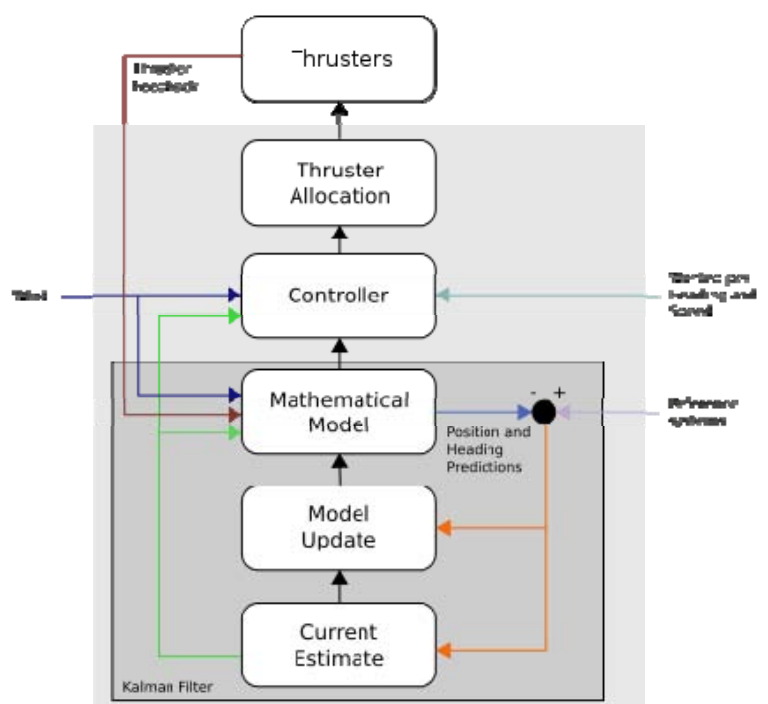 Thrusters
Thruster
Allocation
Controller
Mathematical
Model
- +
Position and
Heading
Predictions
Model
Update
Current
Estimate
Kalman Filter